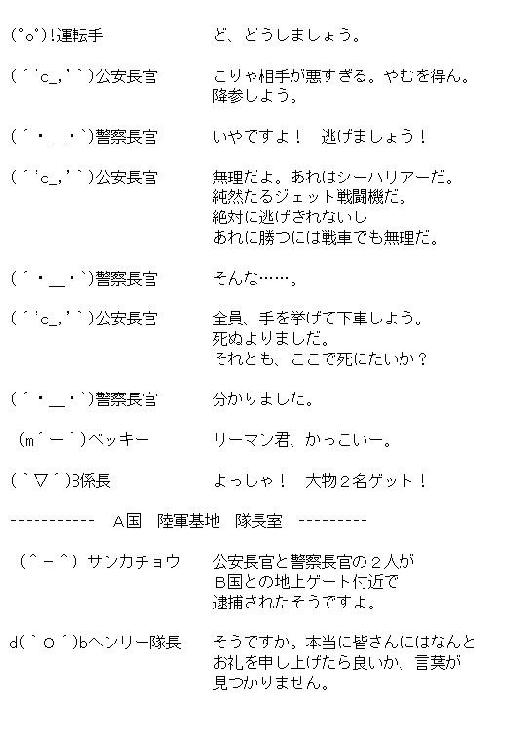 (ﾟoﾟ)!運転手　ど、どうしましょう。
(´'c_,'｀)公安長官　こりゃ相手が悪すぎる。やむを得ん。
降参しよう。
(´・＿・`)警察長官　いやですよ！　逃げましょう！
(´'c_,'｀)公安長官　無理だよ。あれはシーハリアーだ。
純然たるジェット戦闘機だ。
絶対に逃げきれないし
あれに勝つには戦車でも無理だ。
(´・＿・`)警察長官　そんな……。
(´'c_,'｀)公安長官　全員、手を挙げて下車しよう。
死ぬよりましだ。
それとも、ここで死にたいか？
(´・＿・`)警察長官　分かりました。
(m´ー´)ベッキー　リーマン君、かっこいー。
(｀▽´)3係長　よっしゃ！　大物２名ゲット！
-----------　Ａ国　陸軍基地　隊長室　---------
(＾－＾) サンカチョウ　公安長官と警察長官の２人が
Ｂ国との地上ゲート付近で
逮捕されたそうですよ。
d(｀Ｏ´)bヘンリー隊長　そうですか。本当に皆さんにはなんと
お礼を申し上げたら良いか、言葉が
見つかりません。